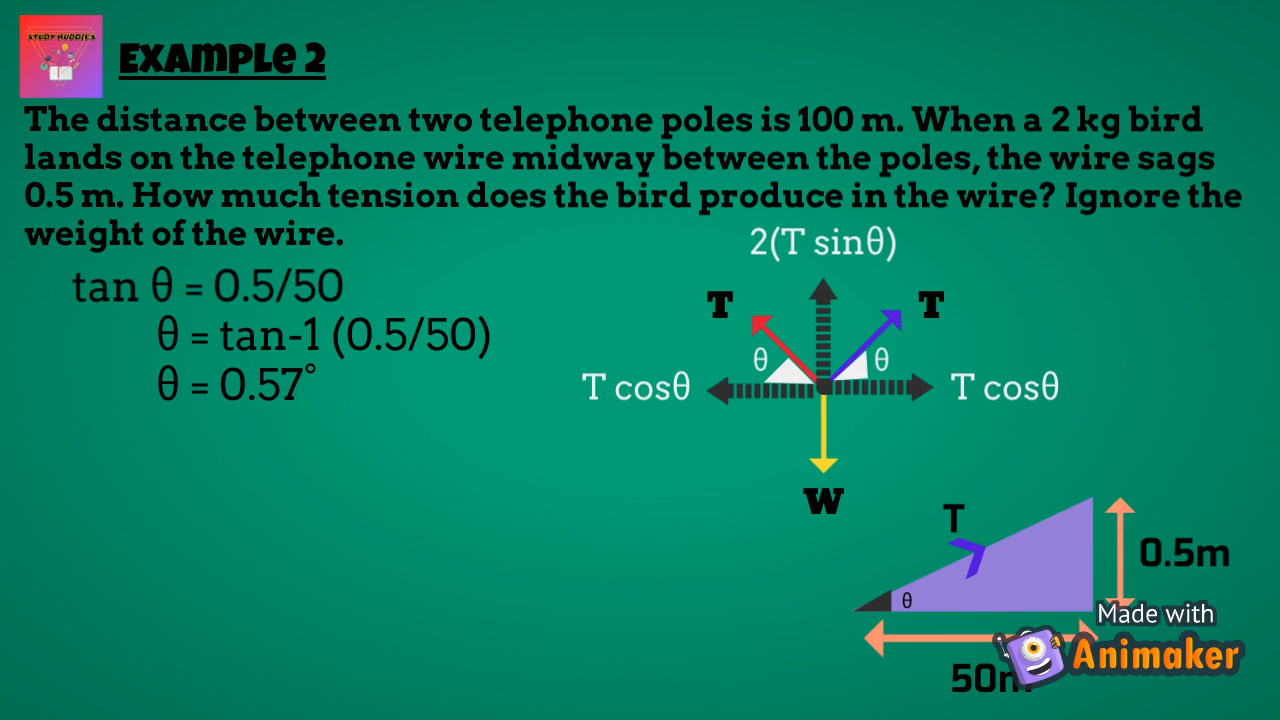 STUDY HUDDIES
Example 2
The distance between two telephone poles is 100 m. When a 2 kg bird
lands on the telephone wire midway between the poles, the wire sags
0.5 m. How much tension does the bird produce in the wire? Ignore the
weight of the wire.
2(T sinθ)
tan θ = 0.5/50
θ = tan-1 (0.5/50)
θ = 0.57°
T T
θ θ
T cosθ T cosθ
W
T
0.5m
θ
Made with
Animaker
50m